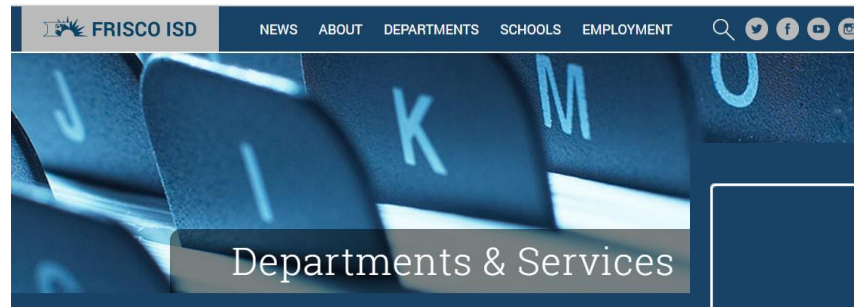 FRISCO ISD NEWS ABOUT DEPARTMENTS SCHOOLS EMPLOYMENT
J I K M O
Departments & Services